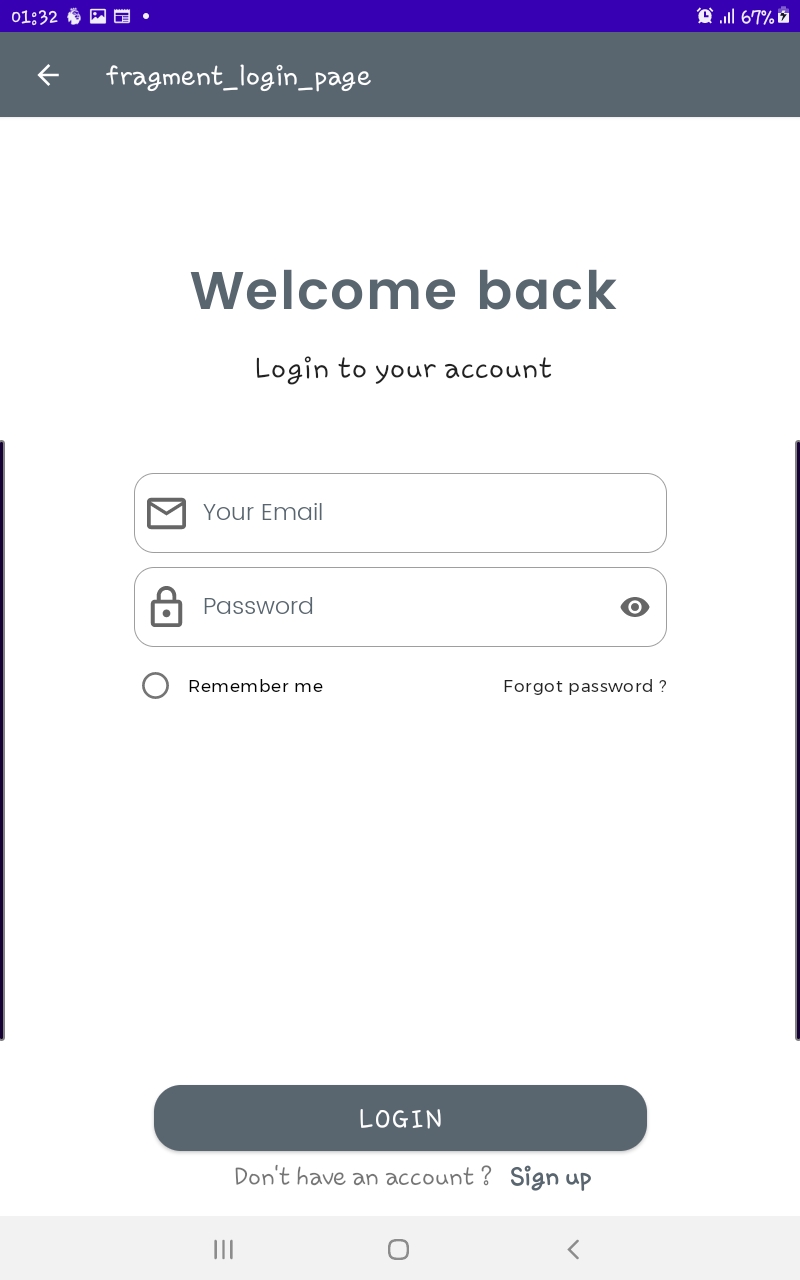 01:32 67%
fragment_login_page
Welcome back
Login to your account
Your Email
Password
Remember me Forgot password ?
LOGIN
Don't have an account ? Sign up